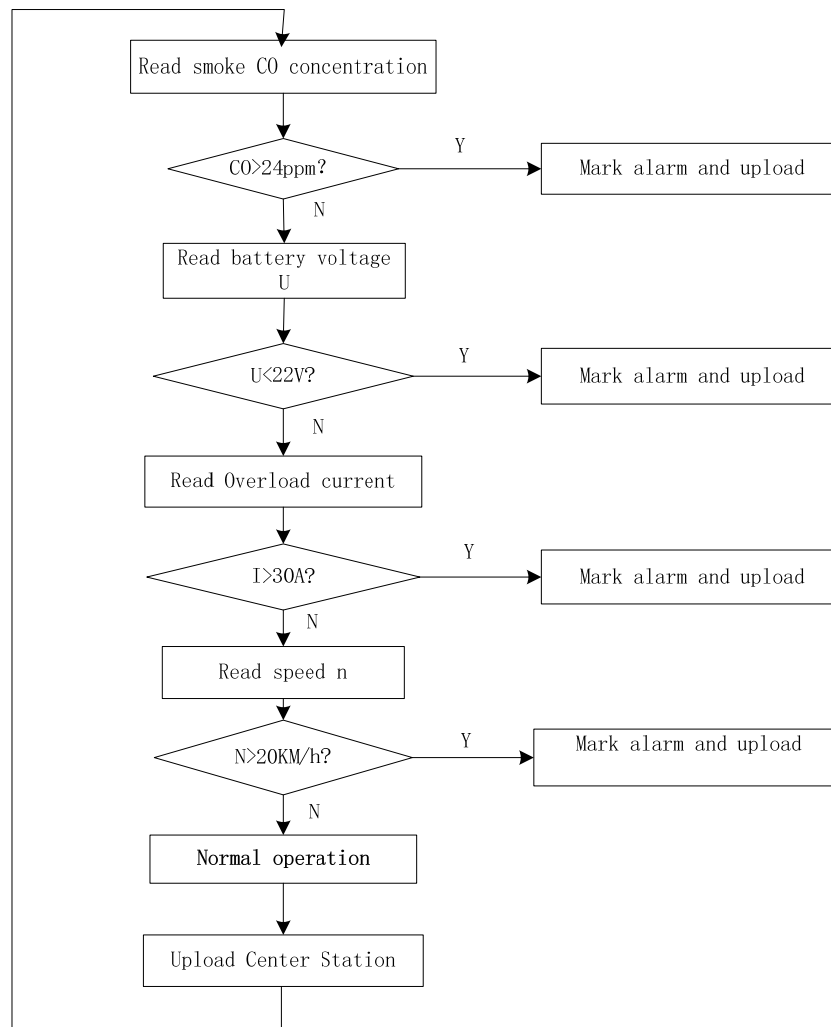 Read smoke CO concentration
CO>24ppm?
Y
Mark alarm and upload
N
Read battery voltage
U
U<22V?
Y
Mark alarm and upload
N
Read Overload current
I>30A?
Y
Mark alarm and upload
N
Read speed n
N>20KM/h?
Y
Mark alarm and upload
N
Normal operation
Upload Center Station